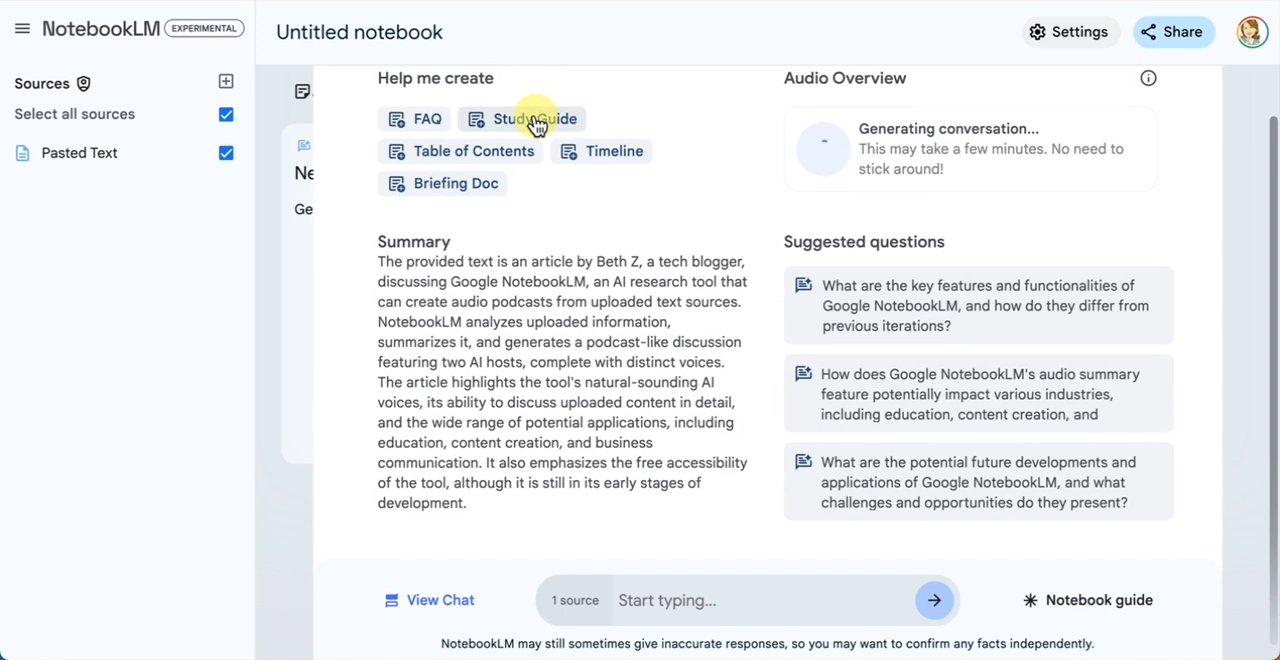 NotebookLM EXPERIMENTAL
Untitled notebook
Settings
Share
Sources
Select all sources
Pasted Text
Ne
Ge
Help me create
FAQ
Study Guide
Table of Contents
Timeline
Briefing Doc
Audio Overview
Generating conversation...
This may take a few minutes. No need to
stick around!
Summary
The provided text is an article by Beth Z, a tech blogger,
discussing Google NotebookLM, an AI research tool that
can create audio podcasts from uploaded text sources.
NotebookLM analyzes uploaded information,
summarizes it, and generates a podcast-like discussion
featuring two AI hosts, complete with distinct voices.
The article highlights the tool's natural-sounding AI
voices, its ability to discuss uploaded content in detail,
and the wide range of potential applications, including
education, content creation, and business
communication. It also emphasizes the free accessibility
of the tool, although it is still in its early stages of
development.
Suggested questions
What are the key features and functionalities of
Google NotebookLM, and how do they differ from
previous iterations?
How does Google NotebookLM's audio summary
feature potentially impact various industries,
including education, content creation, and
What are the potential future developments and
applications of Google NotebookLM, and what
challenges and opportunities do they present?
View Chat
1 source
Start typing...
Notebook guide
NotebookLM may still sometimes give inaccurate responses, so you may want to confirm any facts independently.